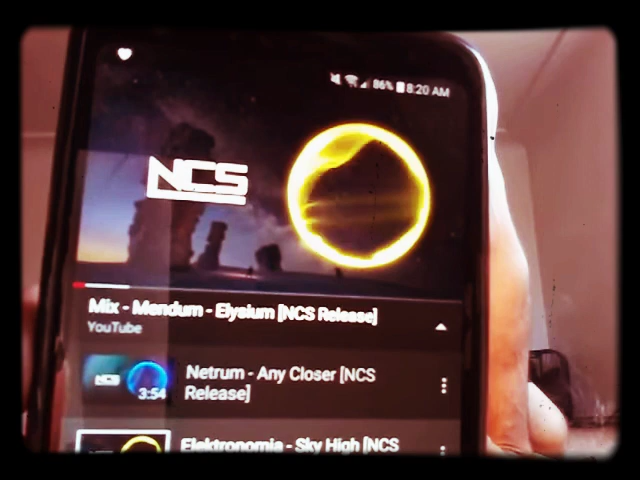 86% 8:20 AM
NCS
Mix - Mendum - Elysium [NCS Release]
YouTube
NCS
3:54
Netrum - Any Closer [NCS
Release]
Elektronomia - Sky High [NCS